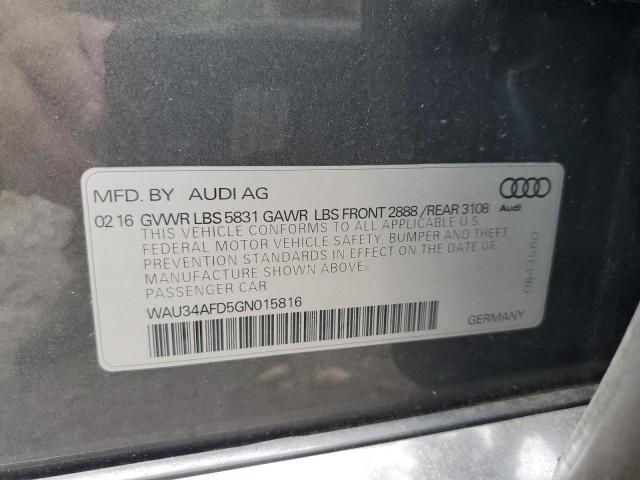 MFD. BY AUDI AG
02 16 GVWR LBS 5831 GAWR LBS FRONT 2888 /REAR 3108
Audi
THIS VEHICLE CONFORMS TO ALL APPLICABLE U.S.
FEDERAL MOTOR VEHICLE SAFETY, BUMPER AND THEFT
PREVENTION STANDARDS IN EFFECT ON THE DATE OF
MANUFACTURE SHOWN ABOVE.
PASSENGER CAR
0643560
WAU34AFD5GN015816
GERMANY